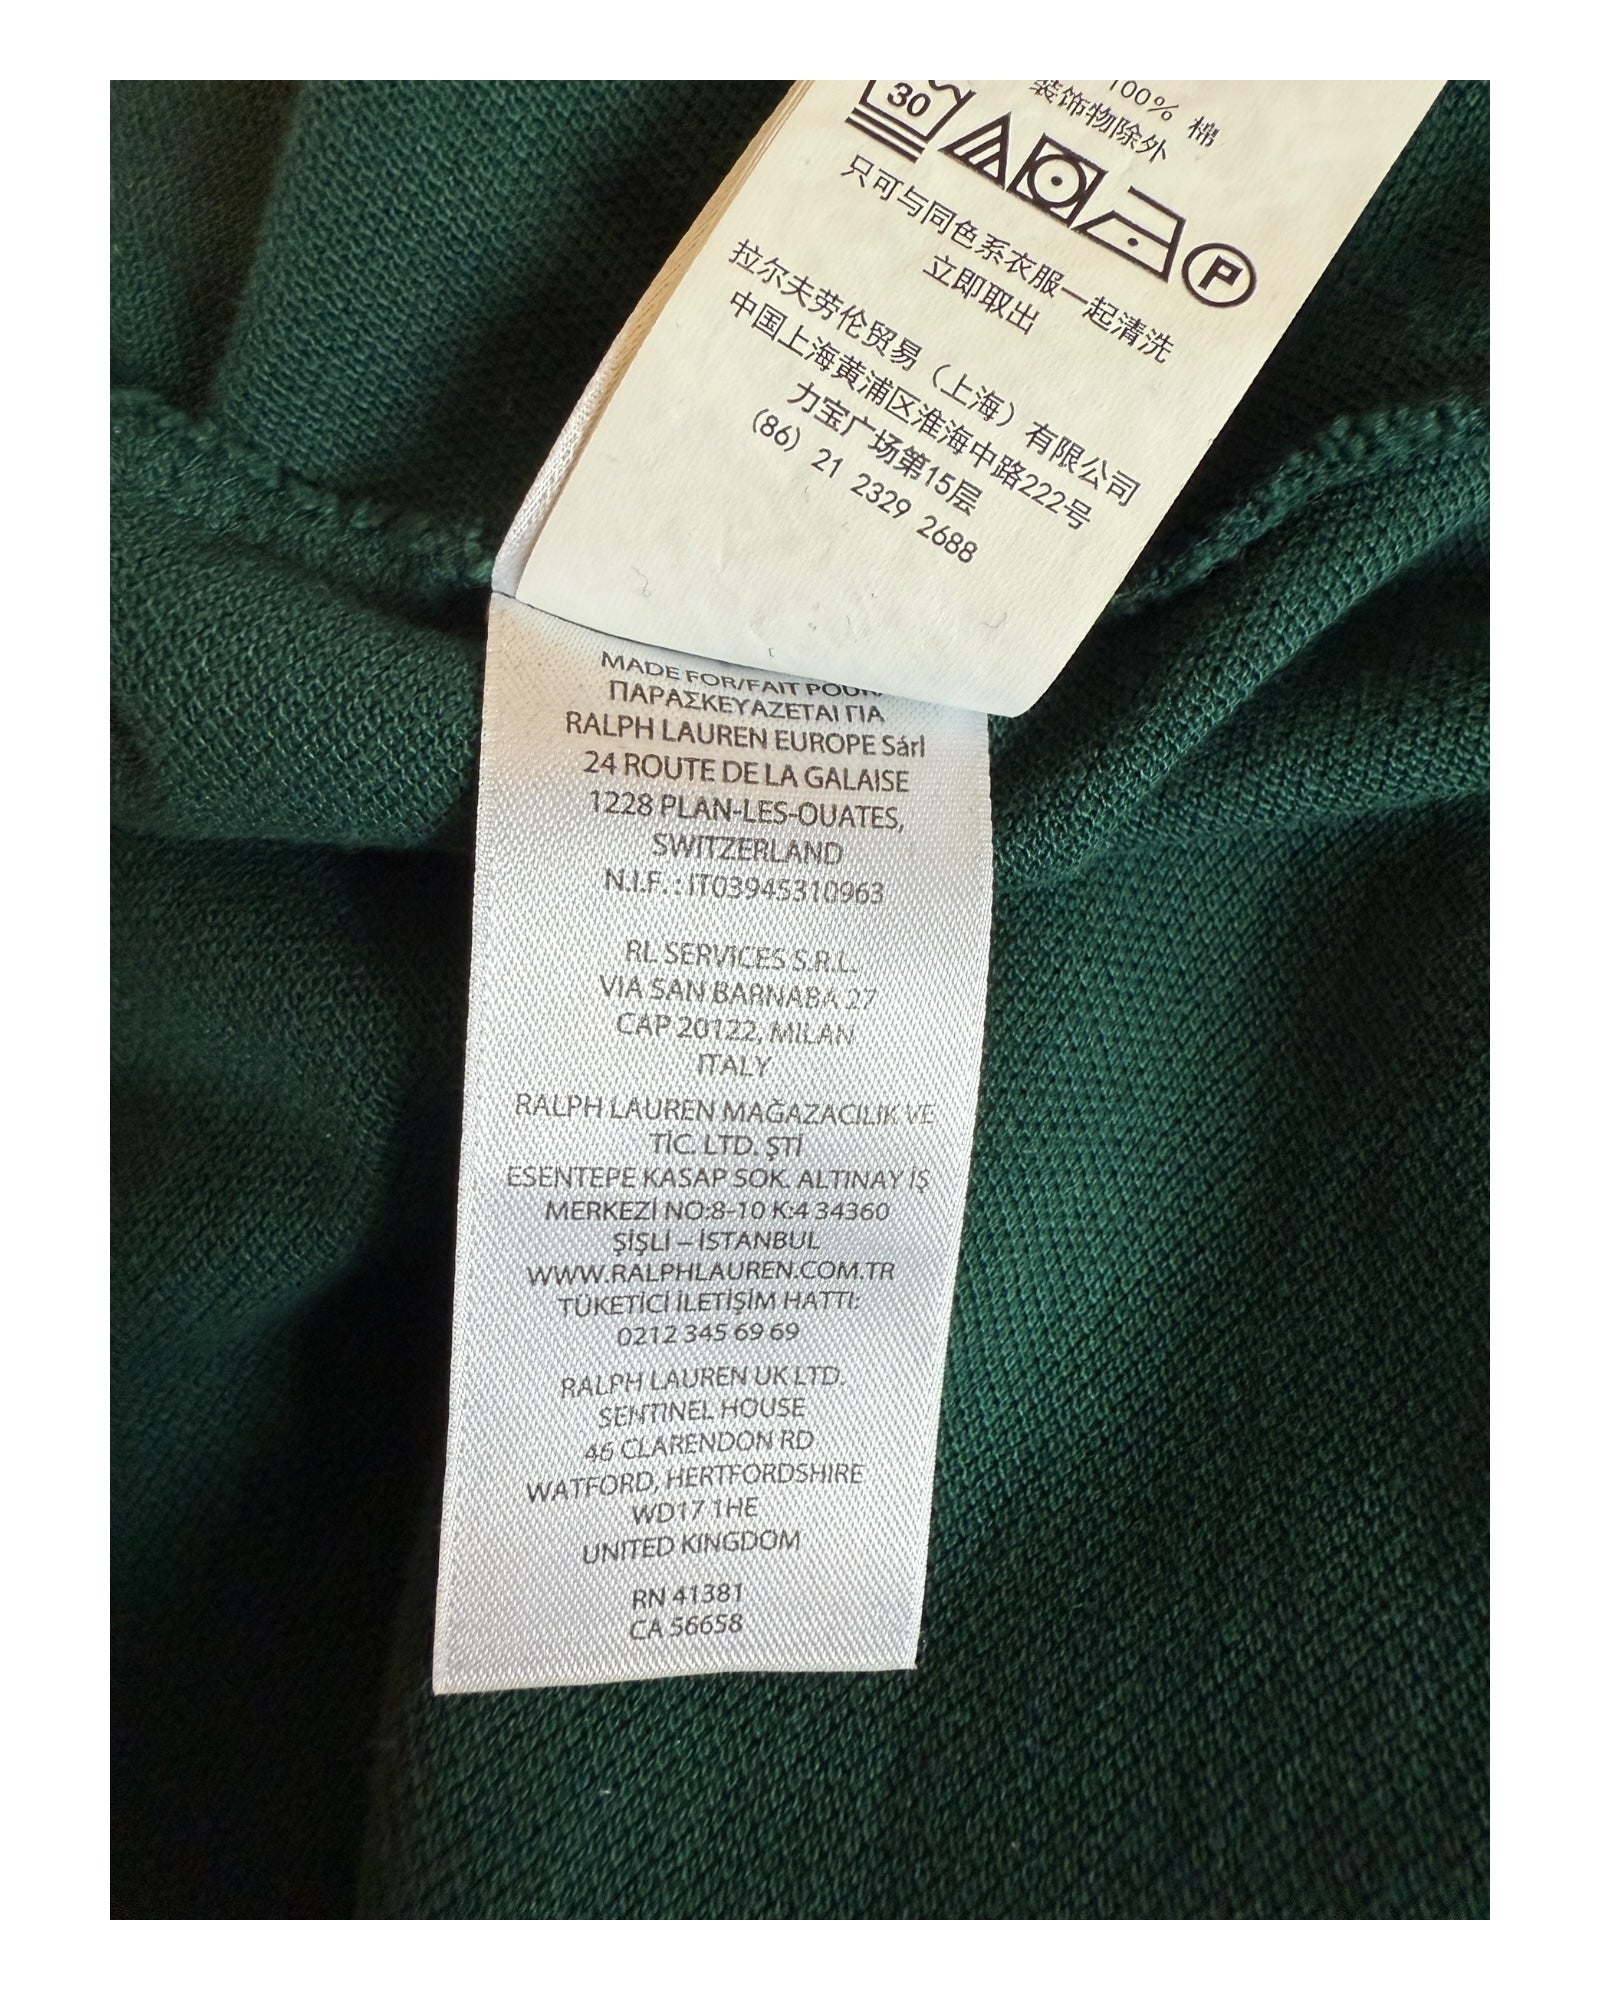 100% 棉
装饰物除外
30
P
只可与同色系衣服一起清洗
立即取出
拉尔夫劳伦贸易（上海）有限公司
中国上海黄浦区淮海中路222号
力宝广场第15层
(86) 21 2329 2688
MADE FOR/FAIT POUR/
ΠΑΡΑΣΚΕΥΑΖΕΤΑΙ ΓΙΑ
RALPH LAUREN EUROPE Sárl
24 ROUTE DE LA GALAISE
1228 PLAN-LES-OUATES,
SWITZERLAND
N.I.F. : IT03945310963
RL SERVICES S.R.L.
VIA SAN BARNABA 27
CAP 20122, MILAN
ITALY
RALPH LAUREN MAĞAZACILIK VE
TİC. LTD. ŞTİ
ESENTEPE KASAP SOK. ALTINAY İŞ
MERKEZİ NO:8-10 K:4 34360
ŞİŞLİ – İSTANBUL
WWW.RALPHLAUREN.COM.TR
TÜKETİCİ İLETİŞİM HATTI:
0212 345 69 69
RALPH LAUREN UK LTD.
SENTINEL HOUSE
46 CLARENDON RD
WATFORD, HERTFORDSHIRE
WD17 1HE
UNITED KINGDOM
RN 41381
CA 56658